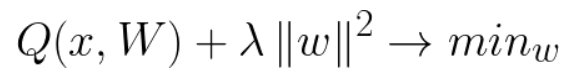 Q(x, W) + λ ‖w‖² → min_w